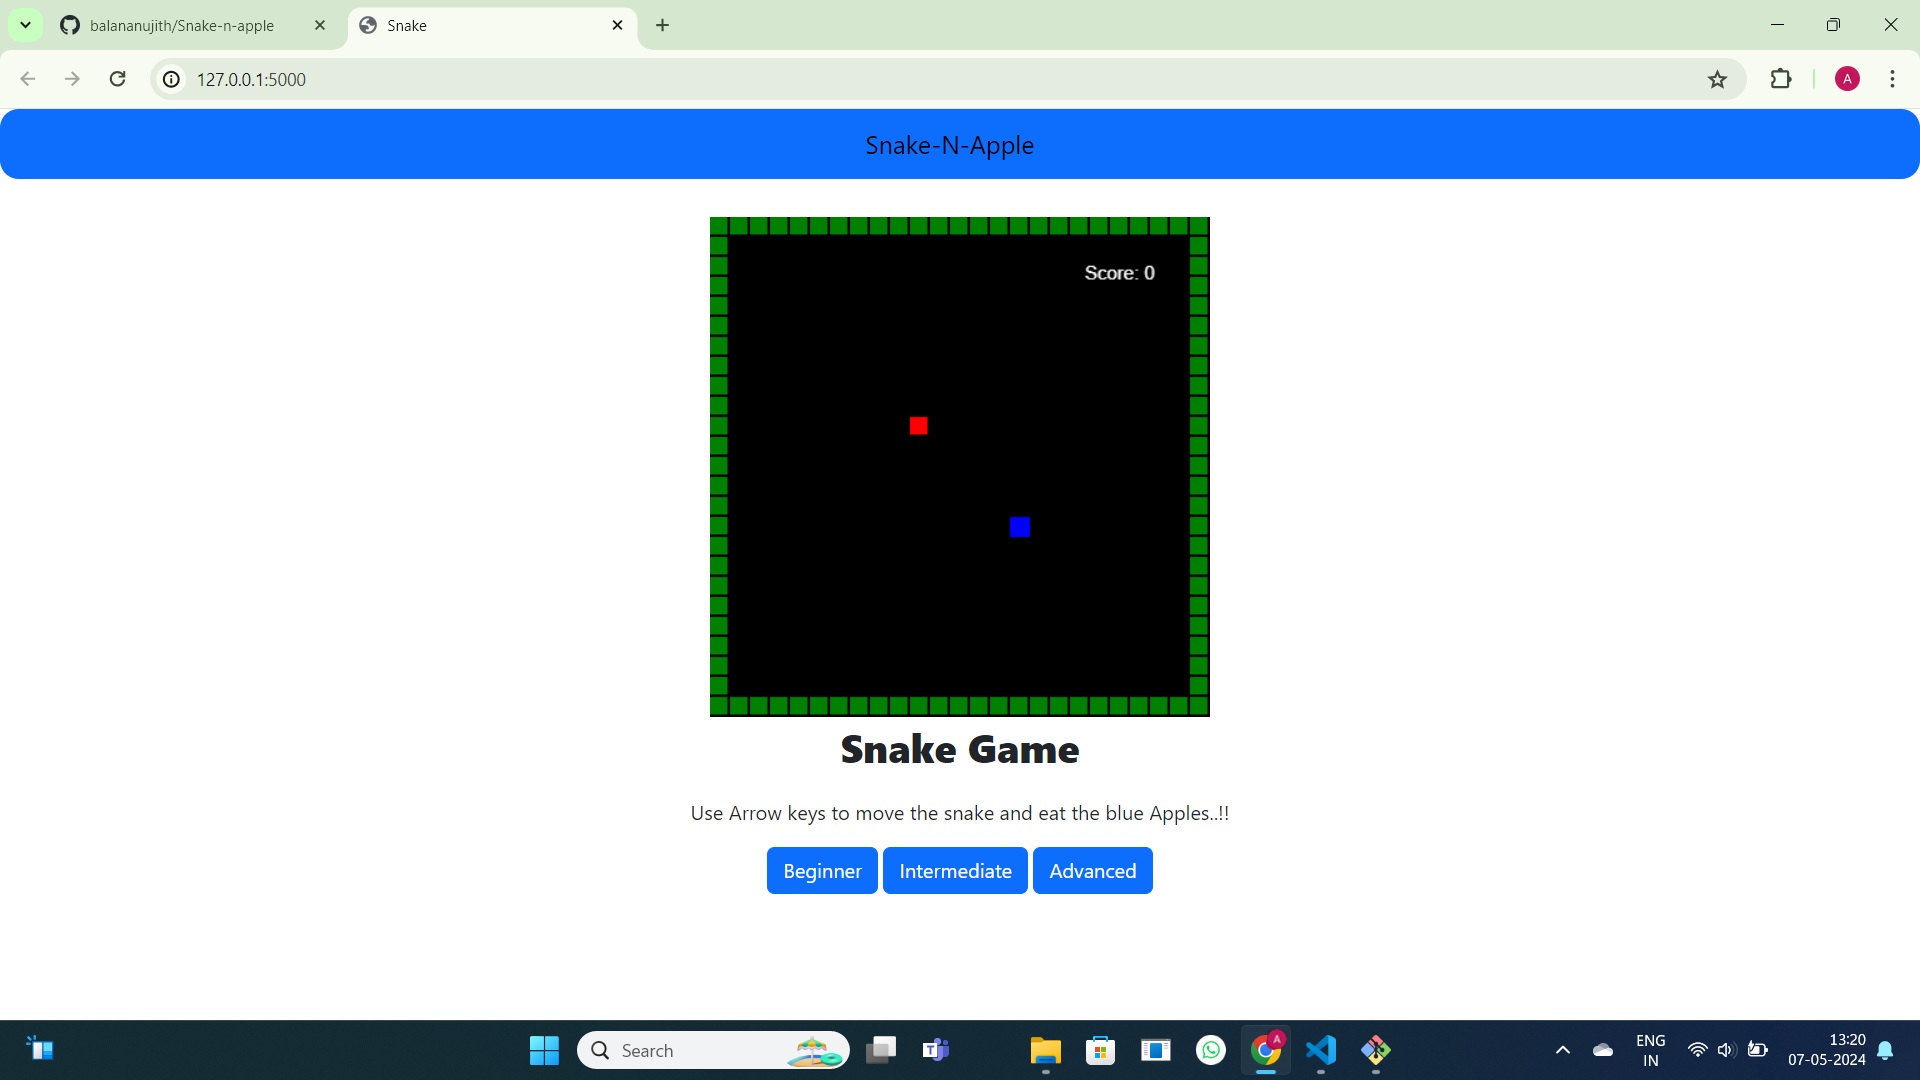 balananujith/Snake-n-apple
Snake
127.0.0.1:5000
A
Snake-N-Apple
Score: 0
Snake Game
Use Arrow keys to move the snake and eat the blue Apples..!!
Beginner Intermediate Advanced
Search
T
A
ENG
IN
13:20
07-05-2024